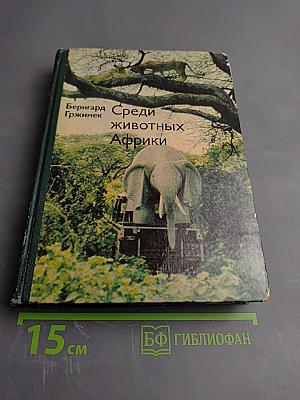 Бернгард
Гржимек
Среди
животных
Африки
15 см
БФ ГИБЛИОФАН